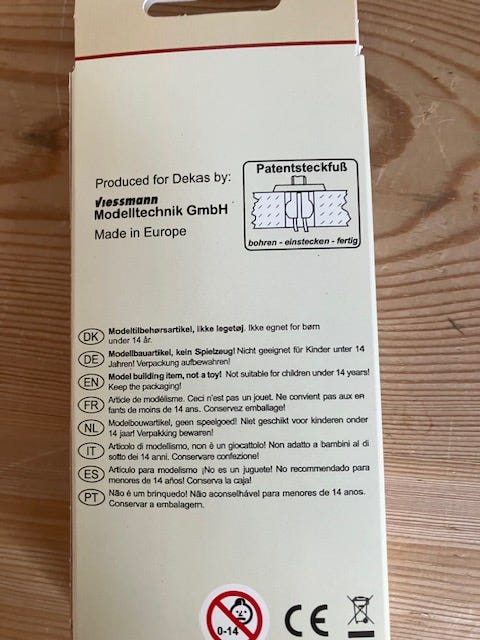 Produced for Dekas by:
Viessmann
Modelltechnik GmbH
Made in Europe
Patentsteckfuß
bohren - einstecken - fertig
DK Modeltilbehørsartikel, ikke legetøj. Ikke egnet for børn
under 14 år.
DE Modellbauartikel, kein Spielzeug! Nicht geeignet für Kinder unter 14
Jahren! Verpackung aufbewahren!
EN Model building item, not a toy! Not suitable for children under 14 years!
Keep the packaging!
FR Article de modélisme. Ceci n'est pas un jouet. Ne convient pas aux en
fants de moins de 14 ans. Conservez emballage!
NL Modelbouwartikel, geen speelgoed! Niet geschikt voor kinderen onder
14 jaar! Verpakking bewaren!
IT Articolo di modellismo, non è un giocattolo! Non adatto a bambini al di
sotto dei 14 anni. Conservare confezione!
ES Artículo para modelismo ¡No es un juguete! No recomendado para
menores de 14 años! Conserva la caja!
PT Não é um brinquedo! Não aconselhável para menores de 14 anos.
Conservar a embalagem.
0-14
CE